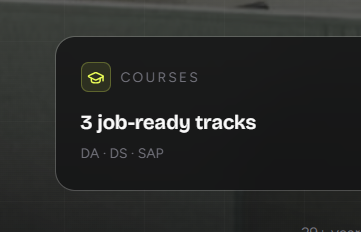 COURSES
3 job-ready tracks
DA · DS · SAP